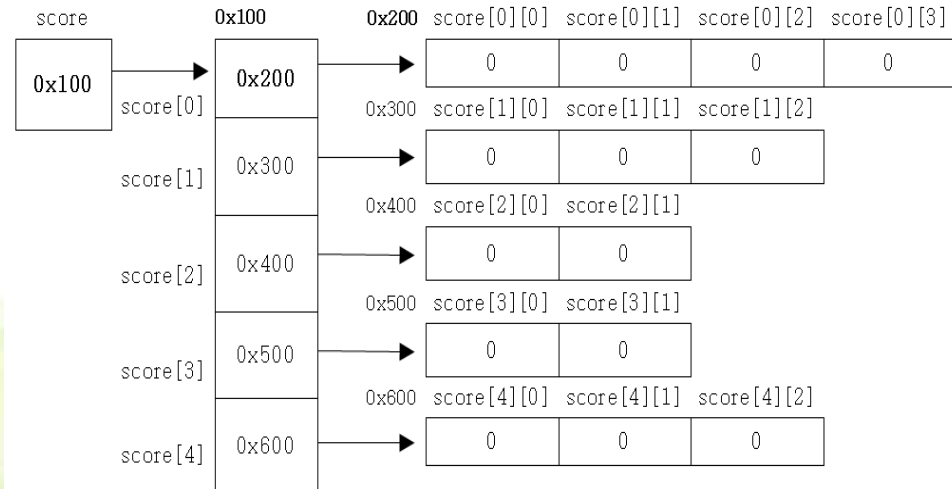 score 0x100 0x200 score[0][0] score[0][1] score[0][2] score[0][3]
0x100 0x200 0 0 0 0
score[0] 0x300 score[1][0] score[1][1] score[1][2]
score[1] 0x300 0 0 0
0x400 score[2][0] score[2][1]
score[2] 0x400 0 0
0x500 score[3][0] score[3][1]
score[3] 0x500 0 0
0x600 score[4][0] score[4][1] score[4][2]
score[4] 0x600 0 0 0